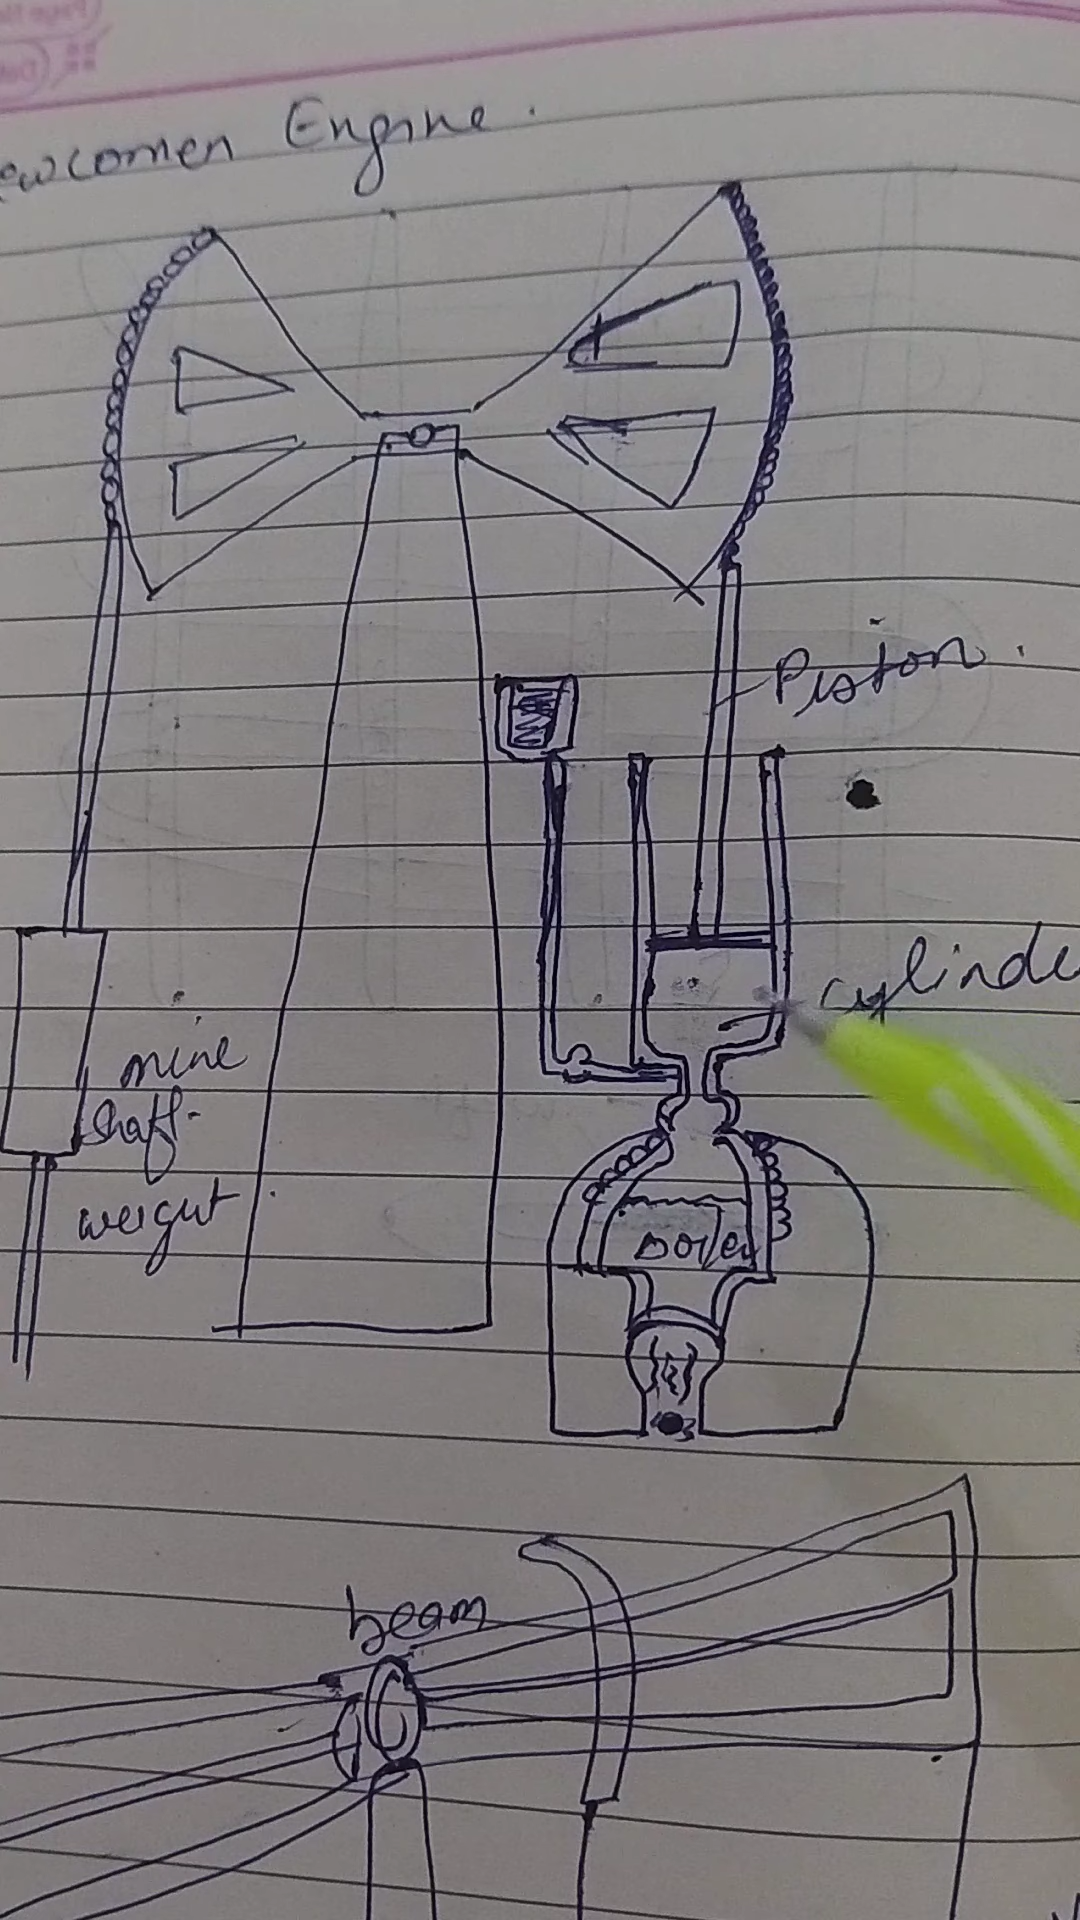 ewcomen Engine.
Piston.
Cylinde
mine
shaft
weight
Boiler
beam